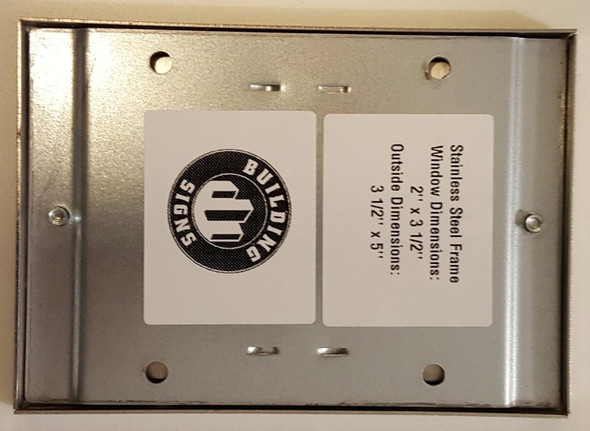 Stainless Steel Frame
Window Dimensions:
2" x 3 1/2"
Outside Dimensions:
3 1/2" x 5"
BUILDING
SIGNS